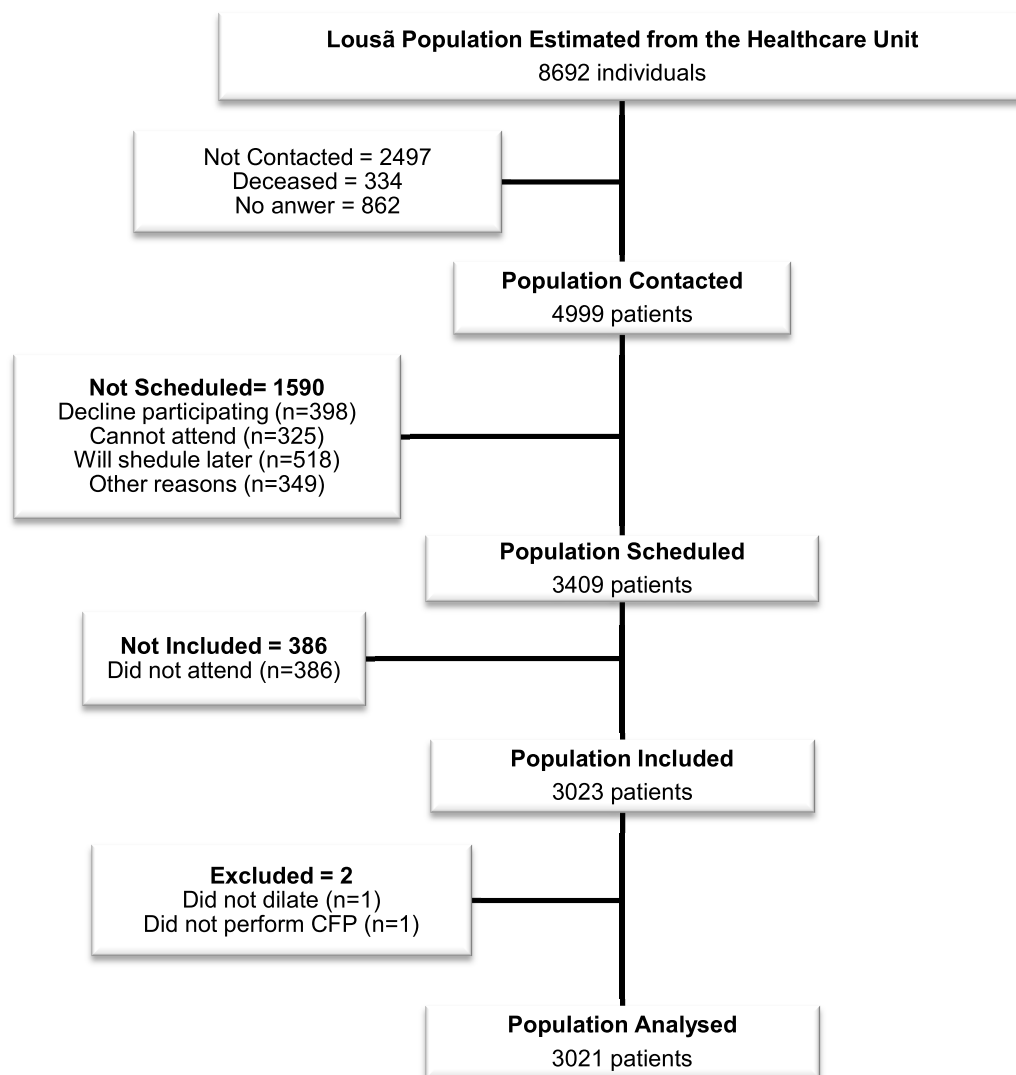 Lousã Population Estimated from the Healthcare Unit
8692 individuals
Not Contacted = 2497
Deceased = 334
No anwer = 862
Population Contacted
4999 patients
Not Scheduled= 1590
Decline participating (n=398)
Cannot attend (n=325)
Will shedule later (n=518)
Other reasons (n=349)
Population Scheduled
3409 patients
Not Included = 386
Did not attend (n=386)
Population Included
3023 patients
Excluded = 2
Did not dilate (n=1)
Did not perform CFP (n=1)
Population Analysed
3021 patients